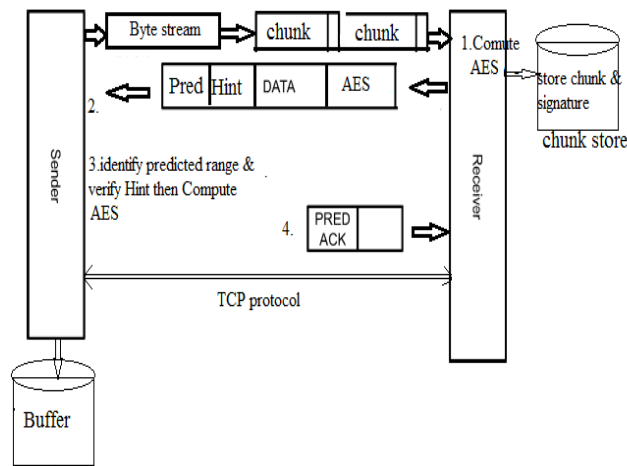 Byte stream
chunk
chunk
1.Comute
AES
store chunk &
signature
chunk store
Pred
Hint
DATA
AES
2.
Sender
Receiver
3.identify predicted range &
verify Hint then Compute
AES
4.
PRED
ACK
TCP protocol
Buffer